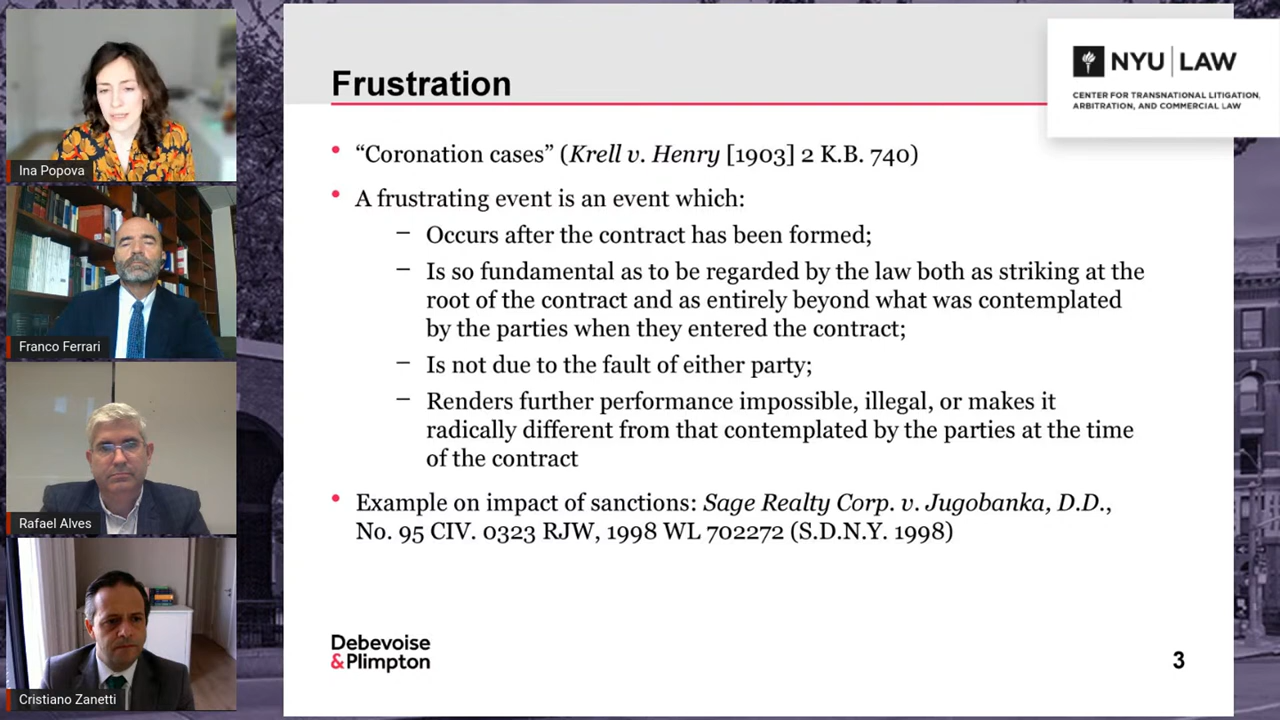 Ina Popova
Franco Ferrari
Rafael Alves
Cristiano Zanetti
Frustration
NYU | LAW
CENTER FOR TRANSNATIONAL LITIGATION,
ARBITRATION, AND COMMERCIAL LAW
• “Coronation cases” (Krell v. Henry [1903] 2 K.B. 740)
• A frustrating event is an event which:
– Occurs after the contract has been formed;
– Is so fundamental as to be regarded by the law both as striking at the
root of the contract and as entirely beyond what was contemplated
by the parties when they entered the contract;
– Is not due to the fault of either party;
– Renders further performance impossible, illegal, or makes it
radically different from that contemplated by the parties at the time
of the contract
• Example on impact of sanctions: Sage Realty Corp. v. Jugobanka, D.D.,
No. 95 CIV. 0323 RJW, 1998 WL 702272 (S.D.N.Y. 1998)
Debevoise
&Plimpton
3